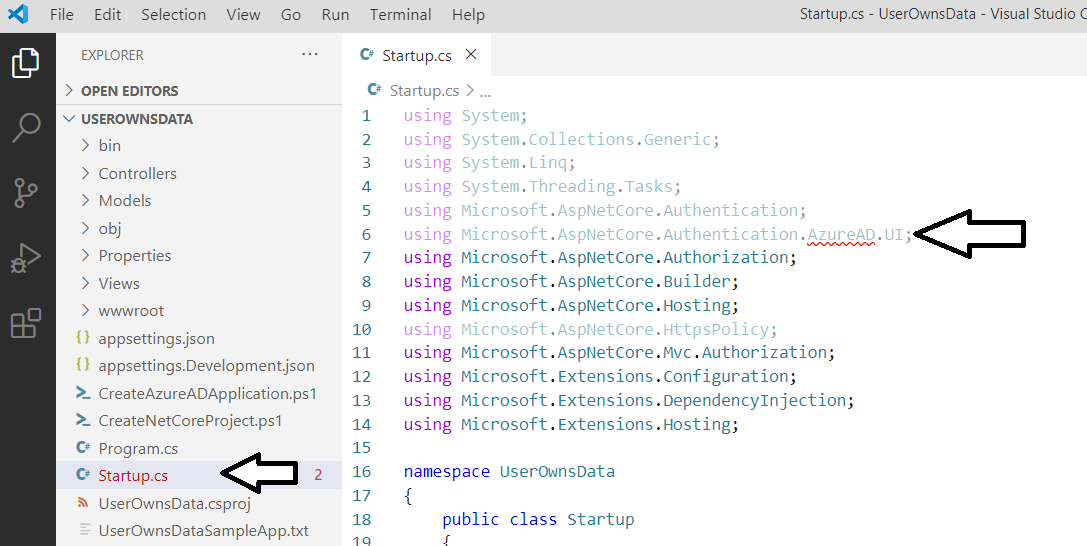 File Edit Selection View Go Run Terminal Help Startup.cs - UserOwnsData - Visual Studio C
EXPLORER ...
OPEN EDITORS
USEROWNSDATA
bin
Controllers
Models
obj
Properties
Views
wwwroot
{ } appsettings.json
{ } appsettings.Development.json
CreateAzureADApplication.ps1
CreateNetCoreProject.ps1
C# Program.cs
C# Startup.cs 2
UserOwnsData.csproj
UserOwnsDataSampleApp.txt
C# Startup.cs
C# Startup.cs > ...
1 using System;
2 using System.Collections.Generic;
3 using System.Linq;
4 using System.Threading.Tasks;
5 using Microsoft.AspNetCore.Authentication;
6 using Microsoft.AspNetCore.Authentication.AzureAD.UI;
7 using Microsoft.AspNetCore.Authorization;
8 using Microsoft.AspNetCore.Builder;
9 using Microsoft.AspNetCore.Hosting;
10 using Microsoft.AspNetCore.HttpsPolicy;
11 using Microsoft.AspNetCore.Mvc.Authorization;
12 using Microsoft.Extensions.Configuration;
13 using Microsoft.Extensions.DependencyInjection;
14 using Microsoft.Extensions.Hosting;
15
16 namespace UserOwnsData
17 {
18 public class Startup
19 {